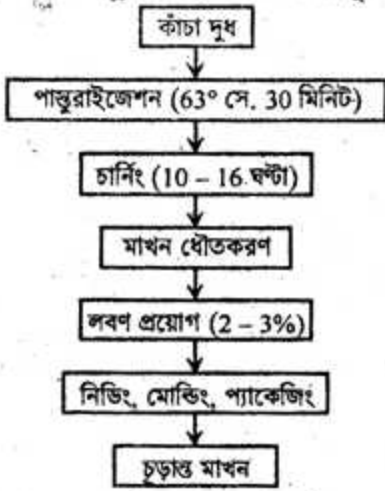 কাঁচা দুধ
পাস্তুরাইজেশন (63° সে. 30 মিনিট)
চার্নিং (10 – 16 ঘণ্টা)
মাখন ধৌতকরণ
লবণ প্রয়োগ (2 – 3%)
নিডিং, মোল্ডিং, প্যাকেজিং
চূড়ান্ত মাখন